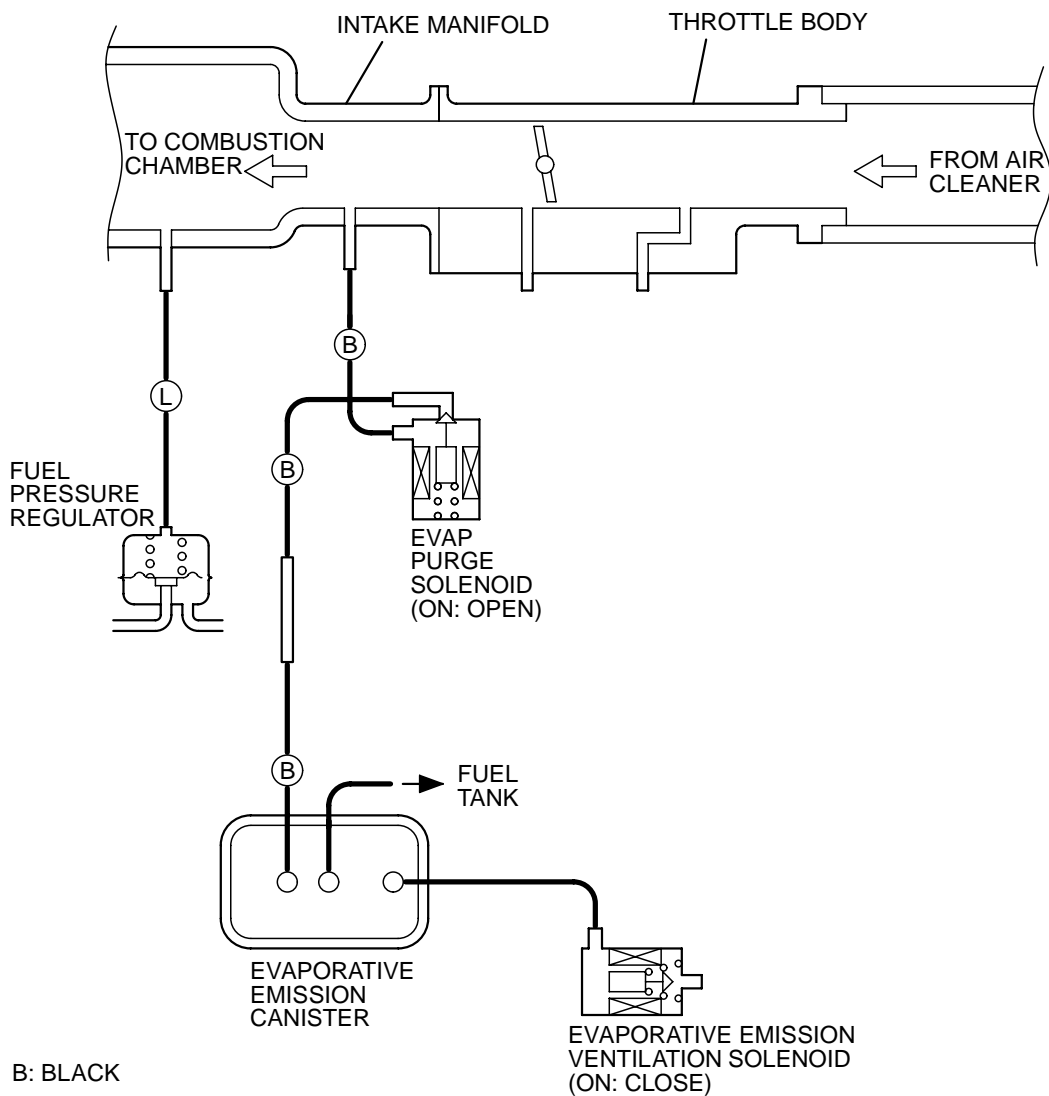 INTAKE MANIFOLD
THROTTLE BODY
TO COMBUSTION
CHAMBER
FROM AIR
CLEANER
B
L
B
FUEL
PRESSURE
REGULATOR
EVAP
PURGE
SOLENOID
(ON: OPEN)
B
FUEL
TANK
EVAPORATIVE
EMISSION
CANISTER
EVAPORATIVE EMISSION
VENTILATION SOLENOID
(ON: CLOSE)
B: BLACK